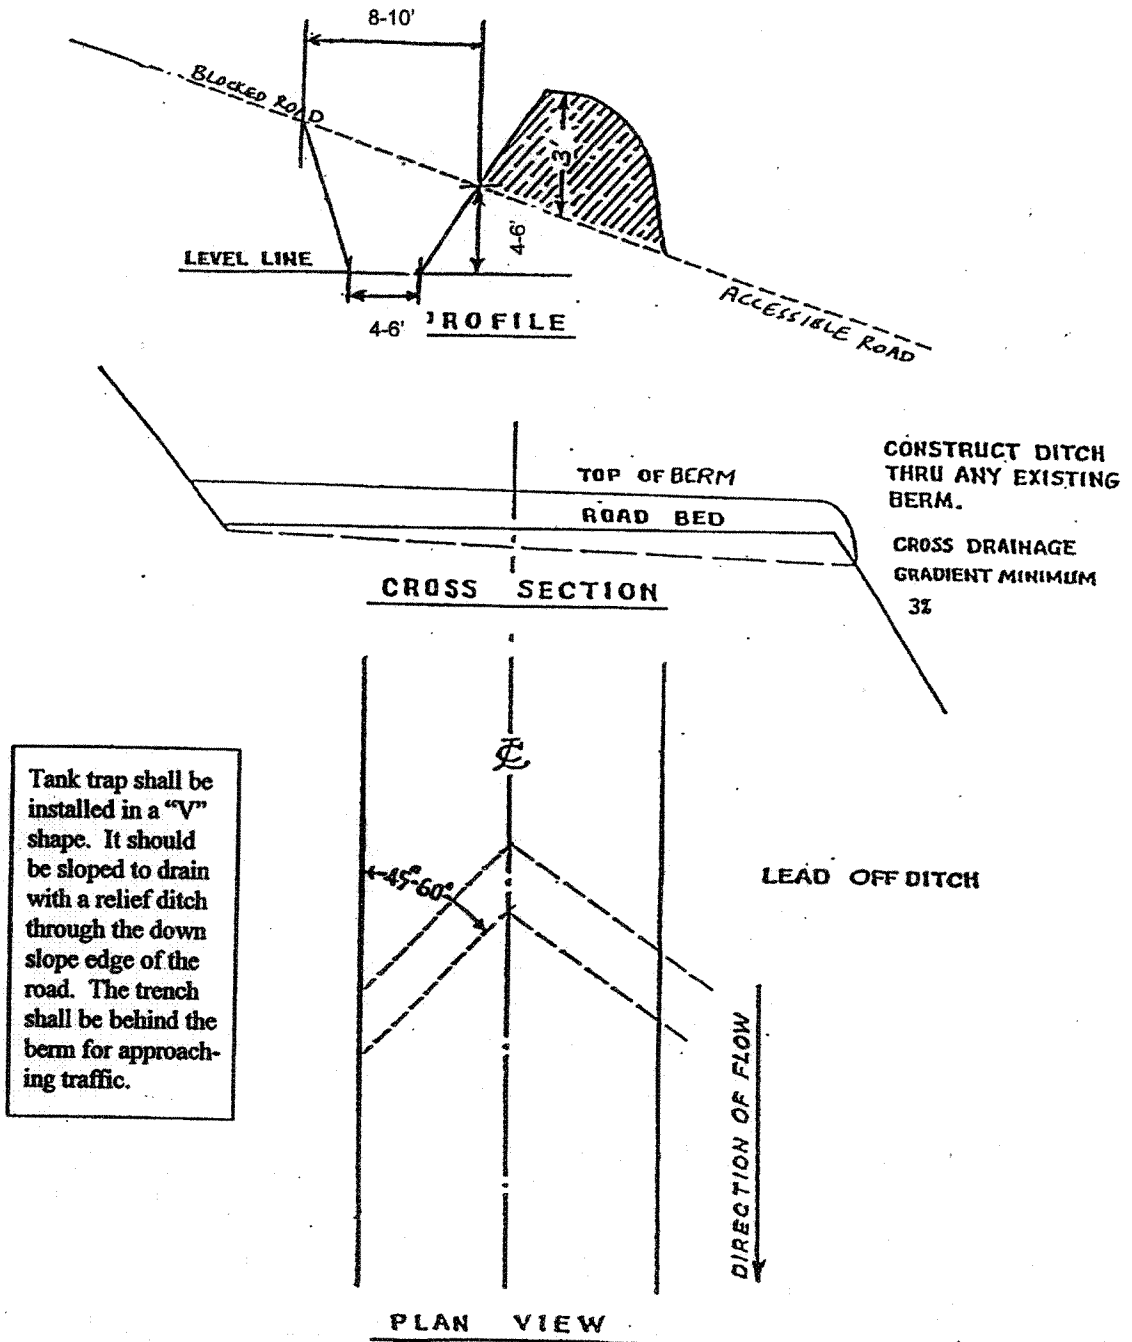 8-10'
BLOCKED ROAD
3'
4-6'
LEVEL LINE
4-6'
PROFILE
ACCESSIBLE ROAD
TOP OF BERM
ROAD BED
CONSTRUCT DITCH
THRU ANY EXISTING
BERM.
CROSS DRAINAGE
GRADIENT MINIMUM
3%
CROSS SECTION
℄
Tank trap shall be
installed in a “V”
shape. It should
be sloped to drain
with a relief ditch
through the down
slope edge of the
road. The trench
shall be behind the
berm for approach-
ing traffic.
45°-60°
LEAD OFF DITCH
DIRECTION OF FLOW
PLAN VIEW